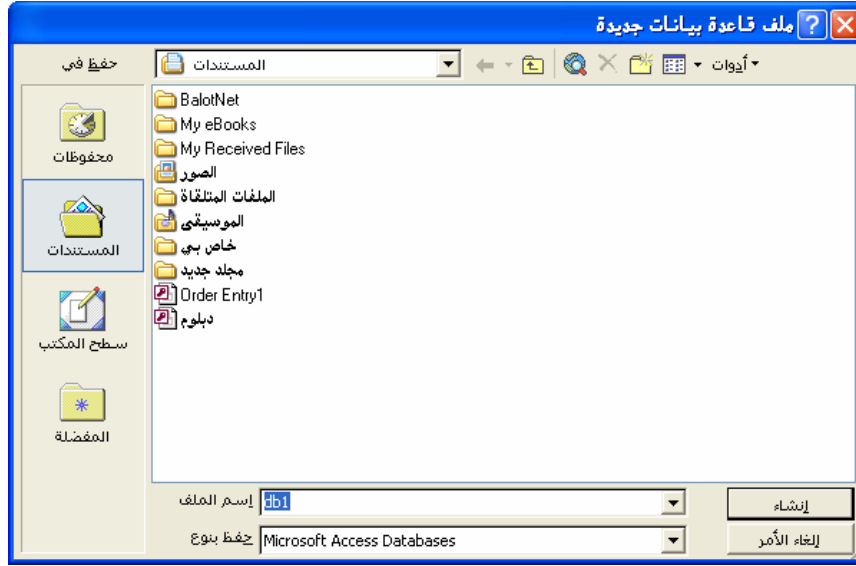 ملف قاعدة بيانات جديدة
حفظ في
المستندات
أدوات
محفوظات
المستندات
سطح المكتب
المفضلة
BalotNet
My eBooks
My Received Files
الصور
الملفات المتلقاة
الموسيقى
خاص بي
مجلد جديد
Order Entry1
دبلوم
إسم الملف
db1
إنشاء
حفظ بنوع
Microsoft Access Databases
إلغاء الأمر